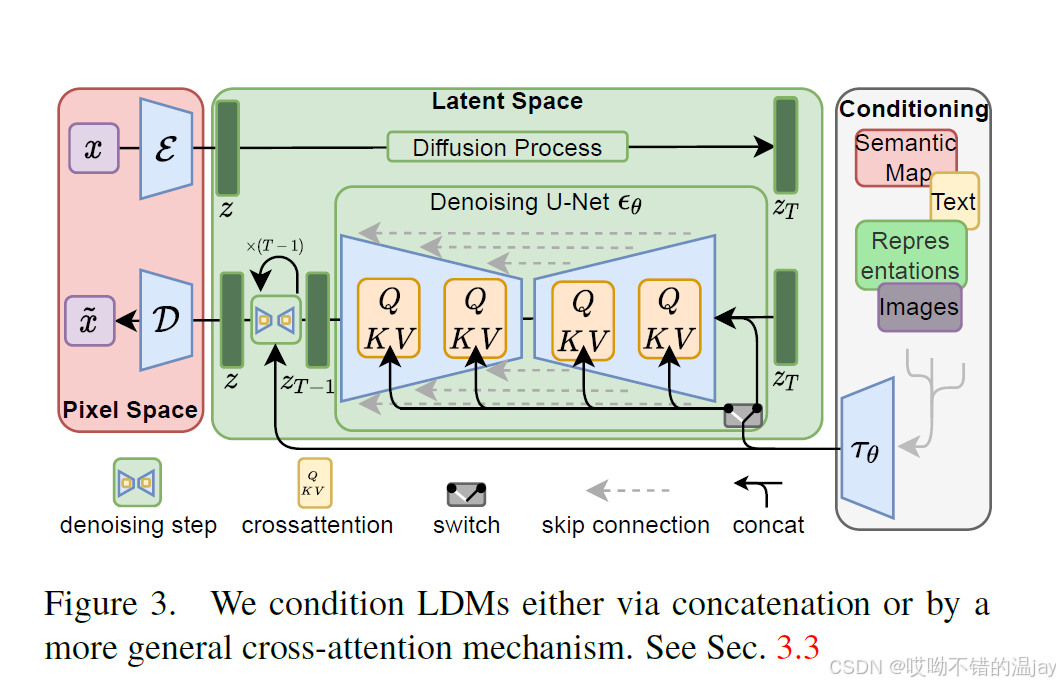 Latent Space
Conditioning
x
ℰ
Diffusion Process
Semantic
Map
z
z_T
Denoising U-Net ϵ_θ
Text
×(T − 1)
Repres
entations
Images
Q
KV
Q
KV
Q
KV
Q
KV
x̃
𝒟
z
z_{T−1}
z_T
Pixel Space
τ_θ
Q
KV
denoising step
crossattention
switch
skip connection
concat
Figure 3. We condition LDMs either via concatenation or by a
more general cross-attention mechanism. See Sec. 3.3
CSDN @哎呦不错的温jay